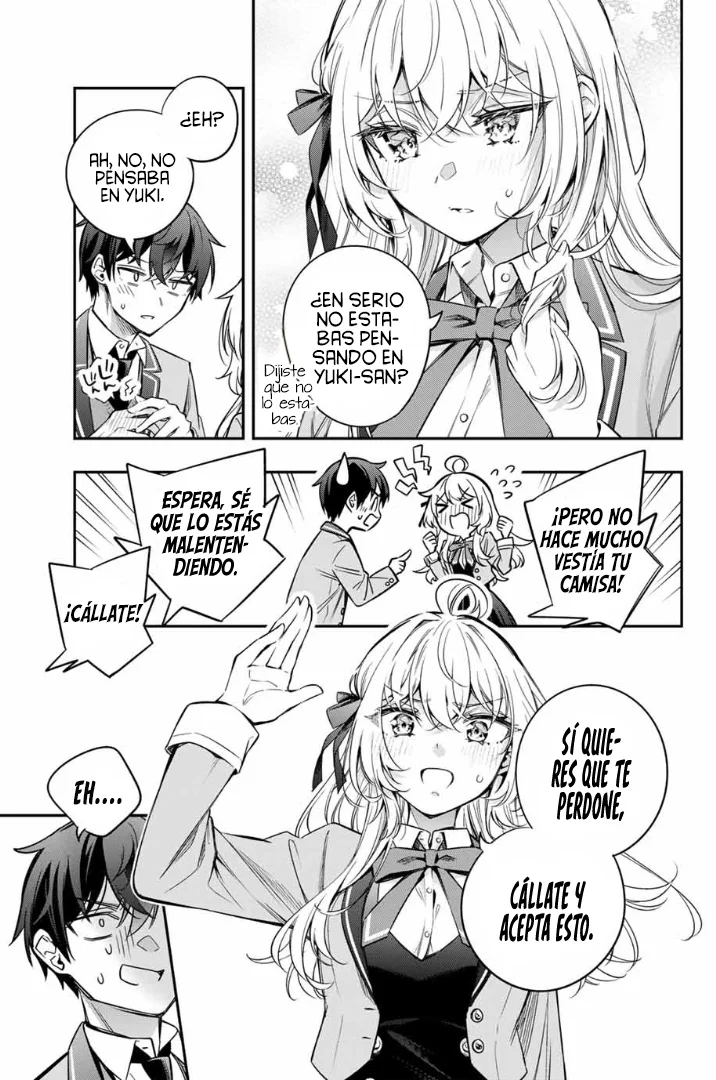 ¿EN SERIO
NO ESTA-
BAS PEN-
SANDO EN
YUKI-SAN?
Dijiste
que no
lo esta-
bas.
¿EH?
AH, NO, NO
PENSABA
EN YUKI.
¡PERO NO
HACE MUCHO
VESTÍA TU
CAMISA!
ESPERA, SÉ
QUE LO ESTÁS
MALENTEN-
DIENDO.
¡CÁLLATE!
SÍ QUIE-
RES QUE TE
PERDONE,
CÁLLATE Y
ACEPTA ESTO.
EH....